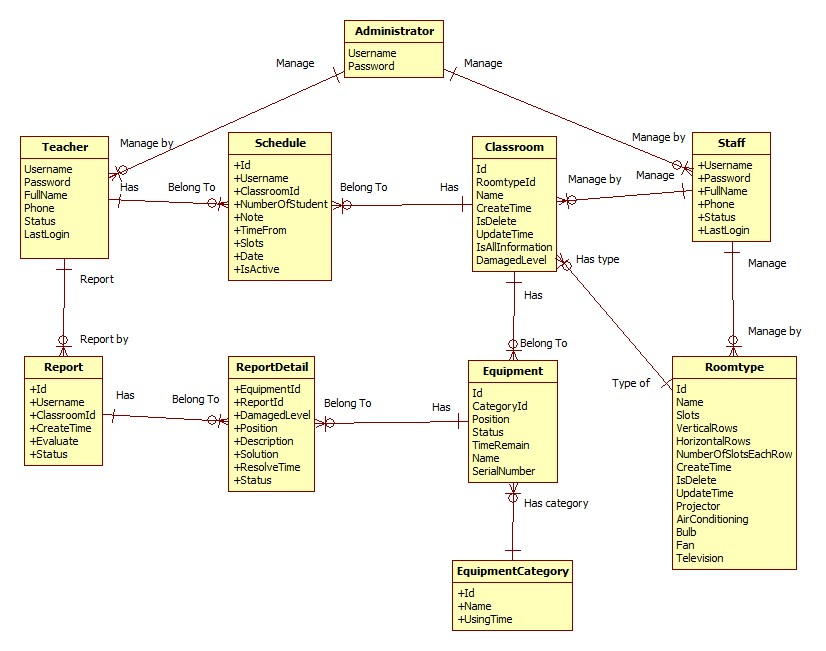 Administrator
Username
Password
Manage
Manage
Teacher
Username
Password
FullName
Phone
Status
LastLogin
Manage by
Has
Belong To
Schedule
+Id
+Username
+ClassroomId
+NumberOfStudent
+Note
+TimeFrom
+Slots
+Date
+IsActive
Belong To
Has
Classroom
Id
RoomtypeId
Name
CreateTime
IsDelete
UpdateTime
IsAllInformation
DamagedLevel
Manage by
Manage by
Manage
Staff
+Username
+Password
+FullName
+Phone
+Status
+LastLogin
Has type
Manage
Report
Has
Report by
Belong To
Manage by
Type of
Report
+Id
+Username
+ClassroomId
+CreateTime
+Evaluate
+Status
Has
Belong To
ReportDetail
+EquipmentId
+ReportId
+DamagedLevel
+Position
+Description
+Solution
+ResolveTime
+Status
Belong To
Has
Equipment
Id
CategoryId
Position
Status
TimeRemain
Name
SerialNumber
Roomtype
Id
Name
Slots
VerticalRows
HorizontalRows
NumberOfSlotsEachRow
CreateTime
IsDelete
UpdateTime
Projector
AirConditioning
Bulb
Fan
Television
Has category
EquipmentCategory
+Id
+Name
+UsingTime